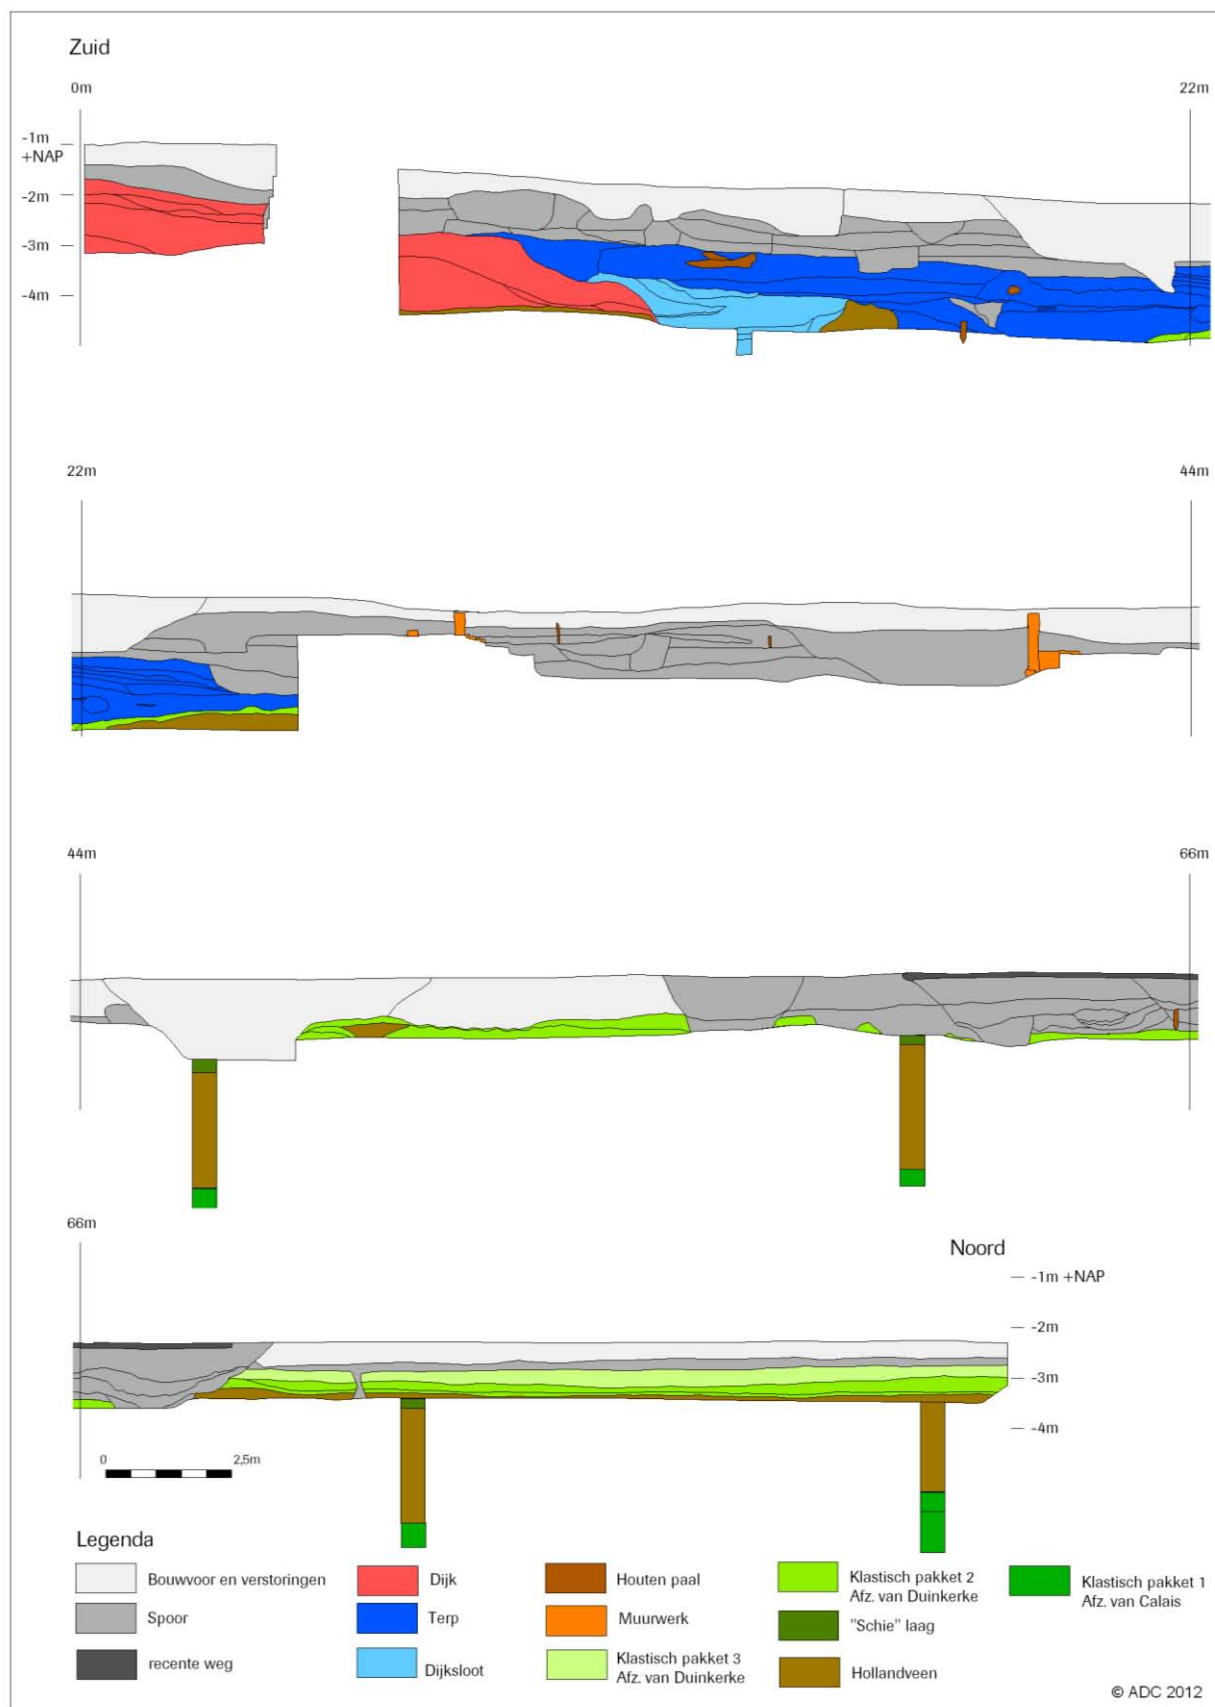 Zuid
0m
22m
-1m
+NAP
-2m
-3m
-4m
22m
44m
44m
66m
66m
Noord
-1m +NAP
-2m
-3m
-4m
0
2,5m
Legenda
Bouwvoor en verstoringen
Spoor
recente weg
Dijk
Terp
Dijksloot
Houten paal
Muurwerk
Klastisch pakket 3
Afz. van Duinkerke
Klastisch pakket 2
Afz. van Duinkerke
"Schie" laag
Hollandveen
Klastisch pakket 1
Afz. van Calais
© ADC 2012